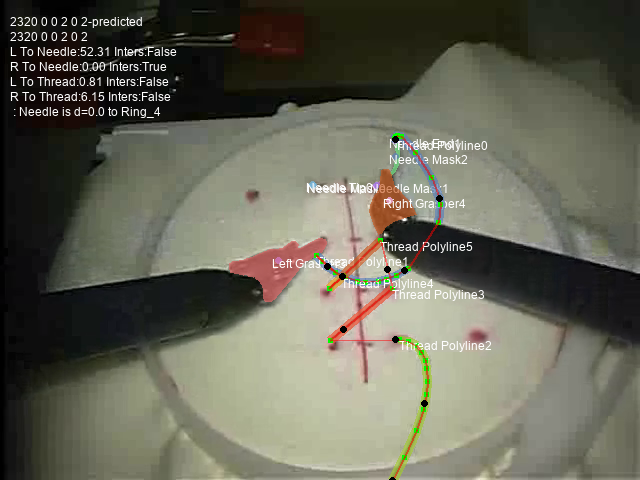 2320 0 0 2 0 2-predicted
2320 0 0 2 0 2
L To Needle:52.31 Inters:False
R To Needle:0.00 Inters:True
L To Thread:0.81 Inters:False
R To Thread:6.15 Inters:False
: Needle is d=0.0 to Ring_4
Thread Polyline0
Needle Mask2
Needle
Right Grasper4
Thread Polyline5
Left
Thread Polyline4
Thread Polyline3
Thread Polyline2